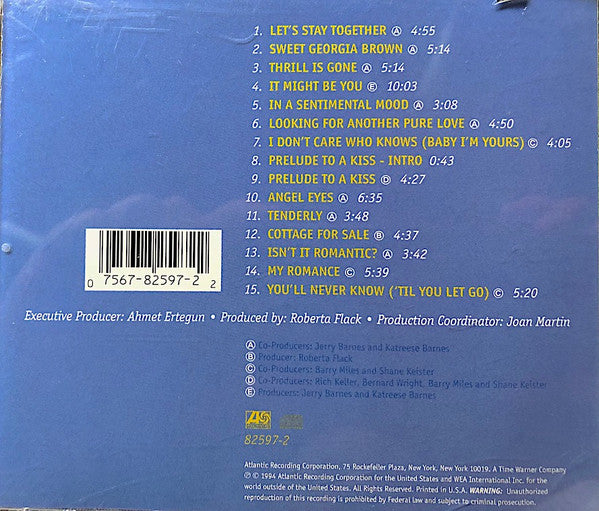 1. LET'S STAY TOGETHER Ⓐ 4:55
2. SWEET GEORGIA BROWN Ⓐ 5:14
3. THRILL IS GONE Ⓐ 5:14
4. IT MIGHT BE YOU Ⓔ 10:03
5. IN A SENTIMENTAL MOOD Ⓐ 3:08
6. LOOKING FOR ANOTHER PURE LOVE Ⓐ 4:50
7. I DON'T CARE WHO KNOWS (BABY I'M YOURS) Ⓒ 4:05
8. PRELUDE TO A KISS - INTRO 0:43
9. PRELUDE TO A KISS Ⓓ 4:27
10. ANGEL EYES Ⓐ 6:35
11. TENDERLY Ⓐ 3:48
12. COTTAGE FOR SALE Ⓑ 4:37
13. ISN'T IT ROMANTIC? Ⓐ 3:42
14. MY ROMANCE Ⓒ 5:39
15. YOU'LL NEVER KNOW ('TIL YOU LET GO) Ⓒ 5:20
0 7567-82597-2 2
Executive Producer: Ahmet Ertegun • Produced by: Roberta Flack • Production Coordinator: Joan Martin
Ⓐ Co-Producers: Jerry Barnes and Katreese Barnes
Ⓑ Producer: Roberta Flack
Ⓒ Co-Producers: Barry Miles and Shane Keister
Ⓓ Co-Producers: Rich Keller, Bernard Wright, Barry Miles and Shane Keister
Ⓔ Producers: Jerry Barnes and Katreese Barnes
82597-2
Atlantic Recording Corporation, 75 Rockefeller Plaza, New York, New York 10019. A Time Warner Company
℗ © 1994 Atlantic Recording Corporation for the United States and WEA International Inc. for the
world outside of the United States. All Rights Reserved. Printed in U.S.A. WARNING: Unauthorized
reproduction of this recording is prohibited by Federal law and subject to criminal prosecution.